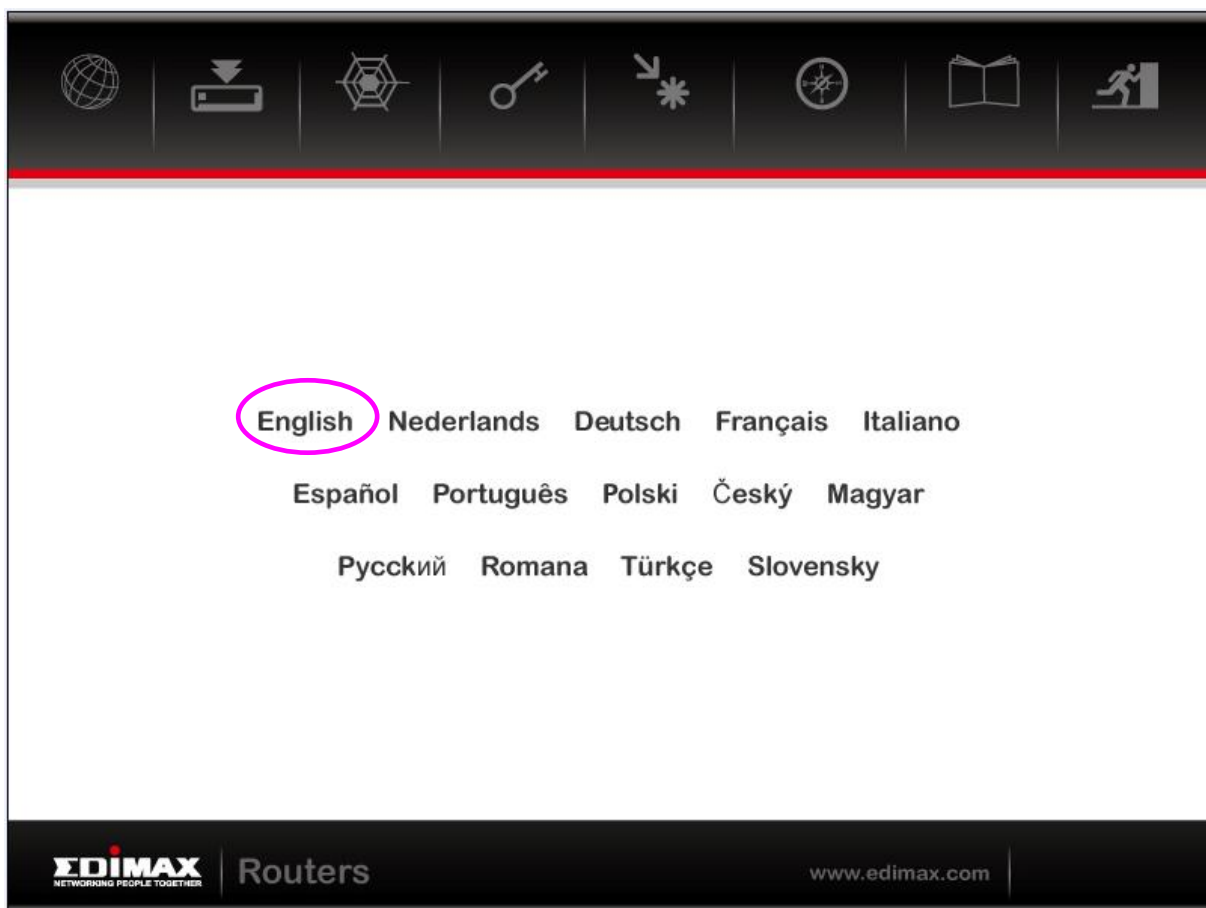 English Nederlands Deutsch Français Italiano
Español Português Polski Český Magyar
Pycckий Romana Türkçe Slovensky
EDIMAX
NETWORKING PEOPLE TOGETHER
Routers
www.edimax.com